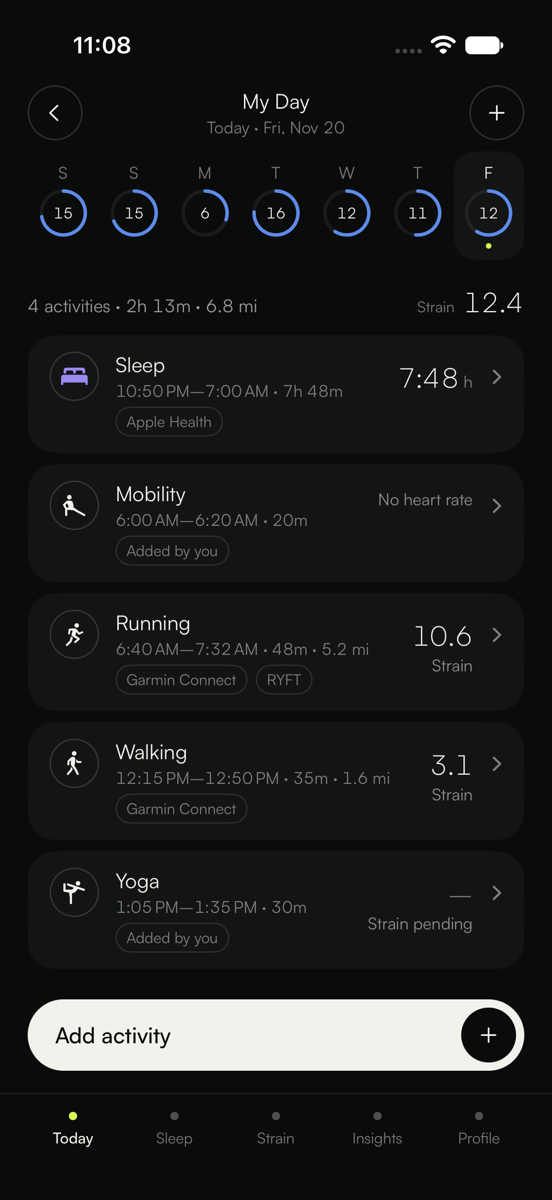 11:08
My Day
Today · Fri, Nov 20
S S M T W T F
15 15 6 16 12 11 12
4 activities · 2h 13m · 6.8 mi
Strain 12.4
Sleep
10:50 PM—7:00 AM · 7h 48m
7:48 h
Apple Health
Mobility
6:00 AM—6:20 AM · 20m
No heart rate
Added by you
Running
6:40 AM—7:32 AM · 48m · 5.2 mi
10.6
Strain
Garmin Connect RYFT
Walking
12:15 PM—12:50 PM · 35m · 1.6 mi
3.1
Strain
Garmin Connect
Yoga
1:05 PM—1:35 PM · 30m
—
Strain pending
Added by you
Add activity
Today Sleep Strain Insights Profile